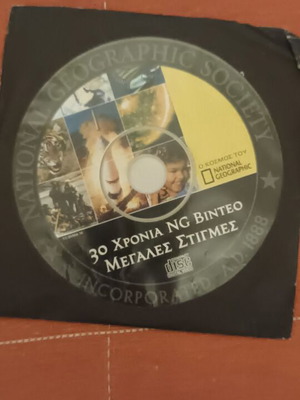 NATIONAL GEOGRAPHIC SOCIETY
Ο ΚΟΣΜΟΣ ΤΟΥ
NATIONAL
GEOGRAPHIC
30 ΧΡΟΝΙΑ NG ΒΙΝΤΕΟ
ΜΕΓΑΛΕΣ ΣΤΙΓΜΕΣ
disc
INCORPORATED A.D.1888